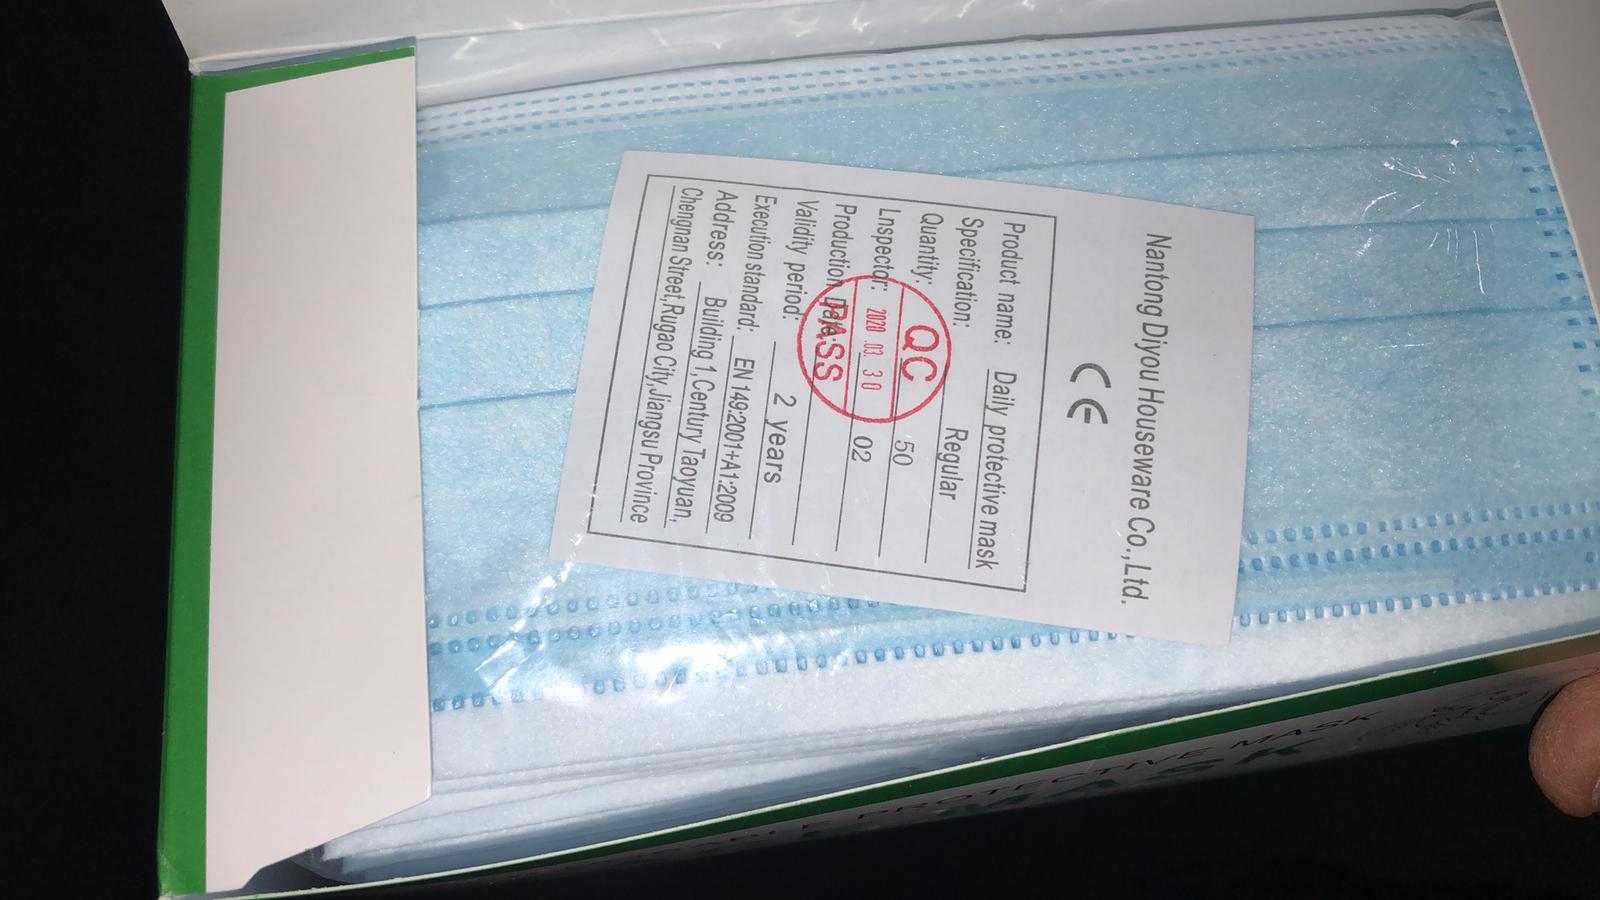 Nantong Diyou Houseware Co.,Ltd.
CE
Product name: Daily protective mask
Specification: Regular
Quantity: 50
Lnspector: 02
Production Date:
Validity period: 2 years
Execution standard: EN 149:2001+A1:2009
Address: Building 1,Century Taoyuan,
Chengnan Street,Rugao City,Jiangsu Province
QC
2020 .03. 30
PASS
PROTECTIVE MASK
MASK